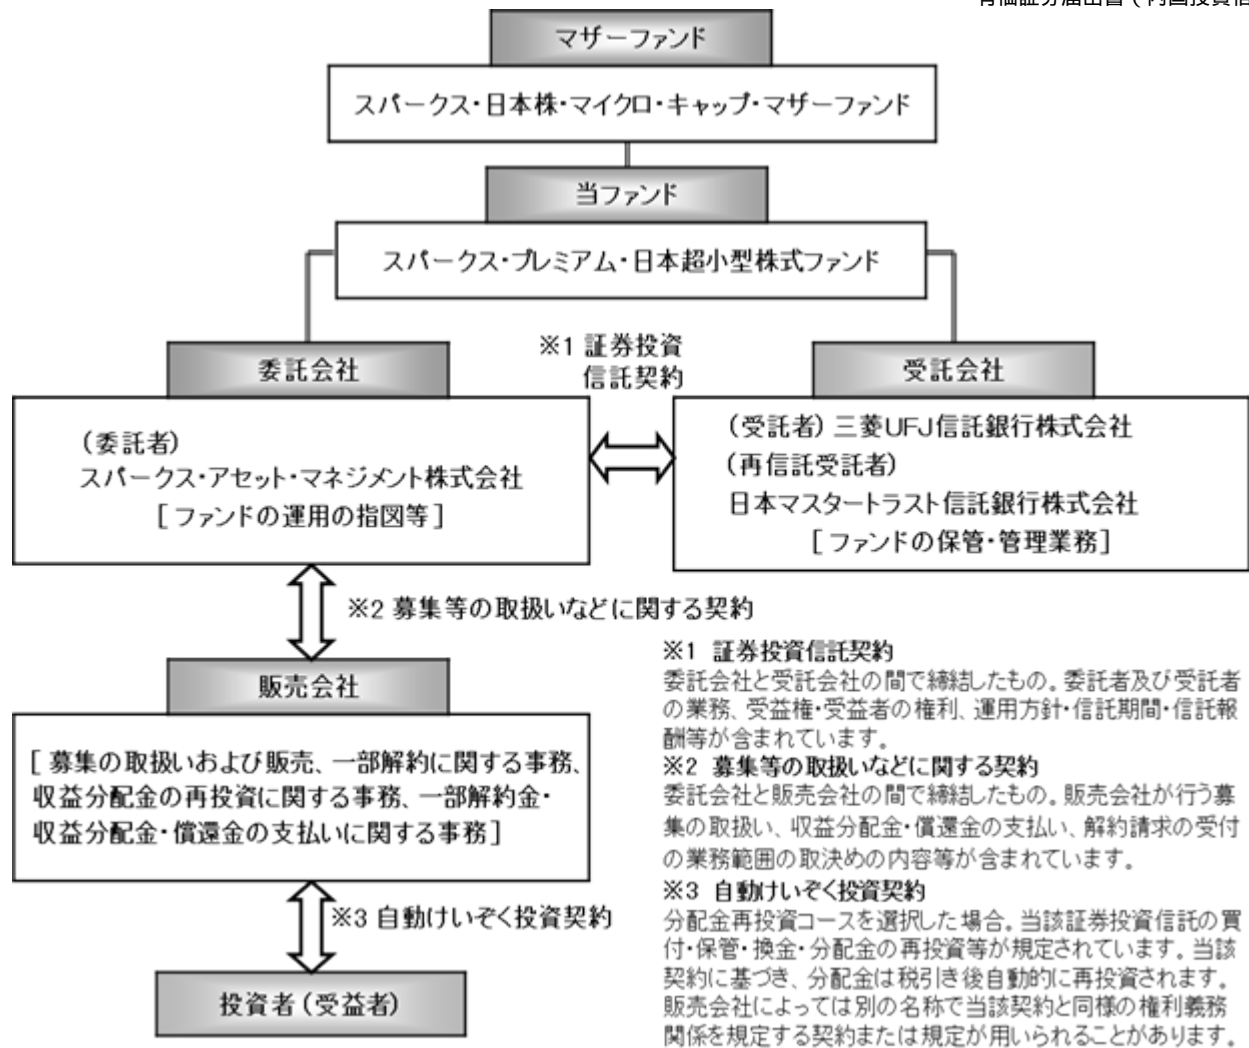 有価証券届出書（内国投資信
マザーファンド
スパークス・日本株・マイクロ・キャップ・マザーファンド
当ファンド
スパークス・プレミアム・日本超小型株式ファンド
※1 証券投資
信託契約
委託会社
(委託者)
スパークス・アセット・マネジメント株式会社
[ファンドの運用の指図等]
受託会社
(受託者) 三菱UFJ信託銀行株式会社
(再信託受託者)
日本マスタートラスト信託銀行株式会社
[ファンドの保管・管理業務]
※2 募集等の取扱いなどに関する契約
販売会社
[募集の取扱いおよび販売、一部解約に関する事務、
収益分配金の再投資に関する事務、一部解約金・
収益分配金・償還金の支払いに関する事務]
※3 自動けいぞく投資契約
投資者(受益者)
※1 証券投資信託契約
委託会社と受託会社の間で締結したもの。委託者及び受託者
の業務、受益権・受益者の権利、運用方針・信託期間・信託報
酬等が含まれています。
※2 募集等の取扱いなどに関する契約
委託会社と販売会社の間で締結したもの。販売会社が行う募
集の取扱い、収益分配金・償還金の支払い、解約請求の受付
の業務範囲の取決めの内容等が含まれています。
※3 自動けいぞく投資契約
分配金再投資コースを選択した場合。当該証券投資信託の買
付・保管・換金・分配金の再投資等が規定されています。当該
契約に基づき、分配金は税引き後自動的に再投資されます。
販売会社によっては別の名称で当該契約と同様の権利義務
関係を規定する契約または規定が用いられることがあります。